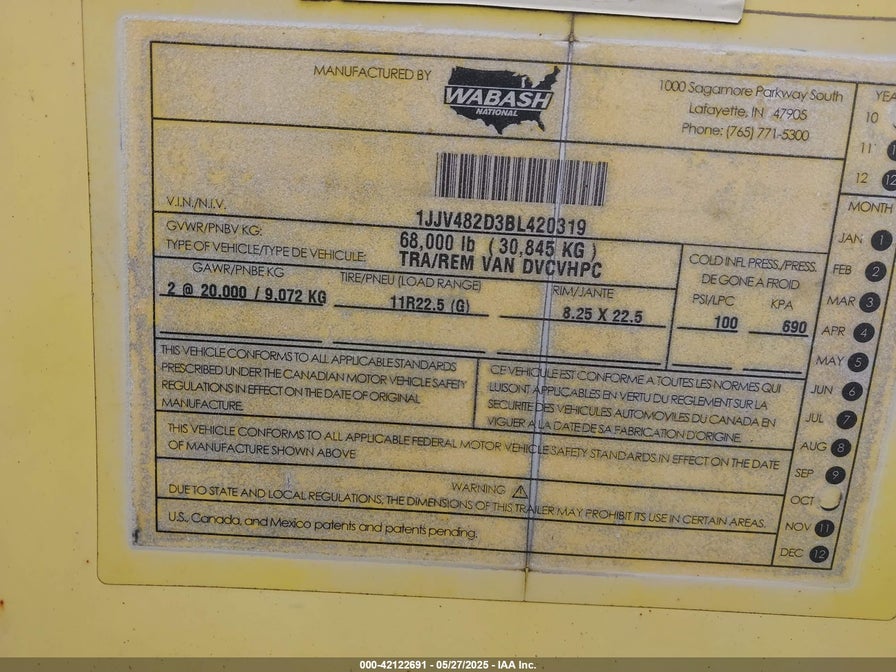 MANUFACTURED BY
WABASH
NATIONAL
1000 Sagamore Parkway South
Lafayette, IN 47905
Phone: (765) 771-5300
V.I.N./N.I.V.
1JJV482D3BL420319
GVWR/PNBV KG:
68,000 lb ( 30,845 KG )
TYPE OF VEHICLE/TYPE DE VEHICULE:
TRA/REM VAN DVCVHPC
GAWR/PNBE KG
TIRE/PNEU (LOAD RANGE)
RIM/JANTE
COLD INFL PRESS./PRESS.
DE GONE A FROID
PSI/LPC
KPA
2 @ 20.000 / 9,072 KG
11R22.5 (G)
8.25 X 22.5
100
690
THIS VEHICLE CONFORMS TO ALL APPLICABLE STANDARDS
PRESCRIBED UNDER THE CANADIAN MOTOR VEHICLE SAFETY
REGULATIONS IN EFFECT ON THE DATE OF ORIGINAL
MANUFACTURE.
CE VEHICULE EST CONFORME A TOUTES LES NORMES QUI
LUISONT APPLICABLES EN VERTU DU REGLEMENT SUR LA
SECURITE DES VEHICULES AUTOMOVILES DU CANADA EN
VIGUER A LA DATE DE SA FABRICATION D'ORIGINE.
THIS VEHICLE CONFORMS TO ALL APPLICABLE FEDERAL MOTOR VEHICLE SAFETY STANDARDS IN EFFECT ON THE DATE
OF MANUFACTURE SHOWN ABOVE
WARNING
DUE TO STATE AND LOCAL REGULATIONS, THE DIMENSIONS OF THIS TRAILER MAY PROHIBIT ITS USE IN CERTAIN AREAS.
U.S., Canada, and Mexico patents and patents pending.
10
11
12
MONTH
JAN 1
FEB 2
MAR 3
APR 4
MAY 5
JUN 6
JUL 7
AUG 8
SEP 9
OCT
NOV 11
DEC 12
000-42122691 - 05/27/2025 - IAA Inc.